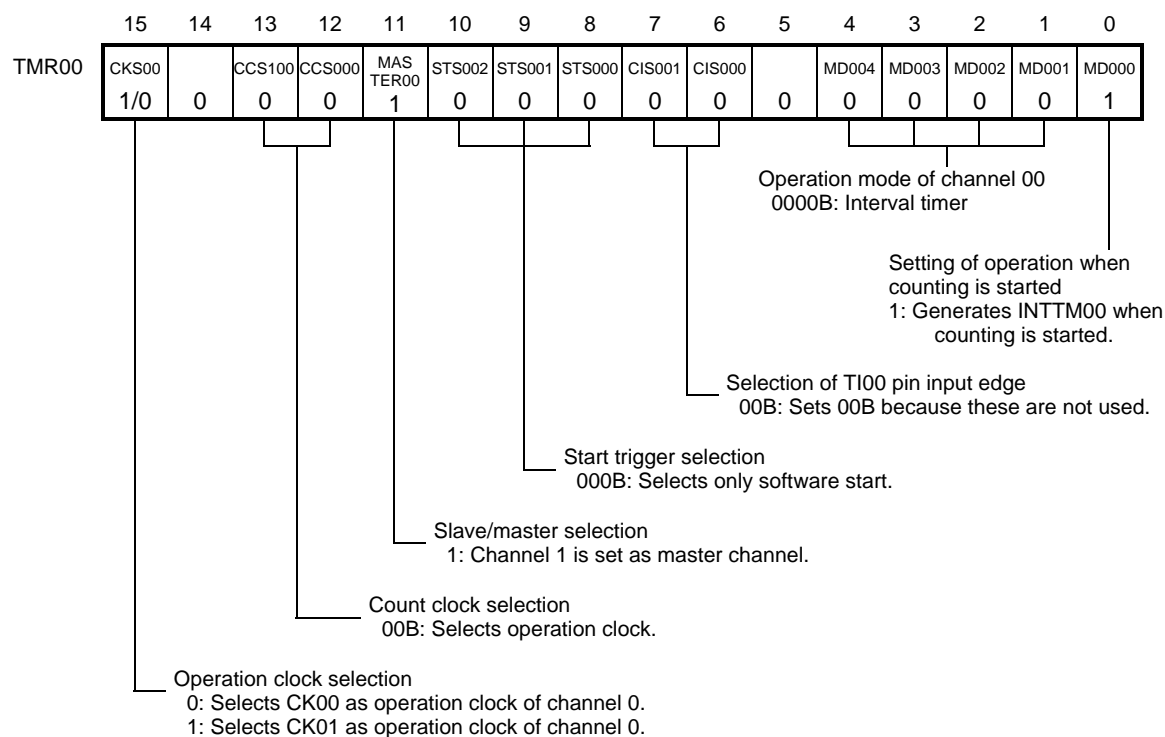 15 14 13 12 11 10 9 8 7 6 5 4 3 2 1 0
TMR00 CKS00 CCS100 CCS000 MAS TER00 STS002 STS001 STS000 CIS001 CIS000 MD004 MD003 MD002 MD001 MD000
1/0 0 0 0 1 0 0 0 0 0 0 0 0 0 0 1
Operation mode of channel 00
0000B: Interval timer
Setting of operation when
counting is started
1: Generates INTTM00 when
counting is started.
Selection of TI00 pin input edge
00B: Sets 00B because these are not used.
Start trigger selection
000B: Selects only software start.
Slave/master selection
1: Channel 1 is set as master channel.
Count clock selection
00B: Selects operation clock.
Operation clock selection
0: Selects CK00 as operation clock of channel 0.
1: Selects CK01 as operation clock of channel 0.